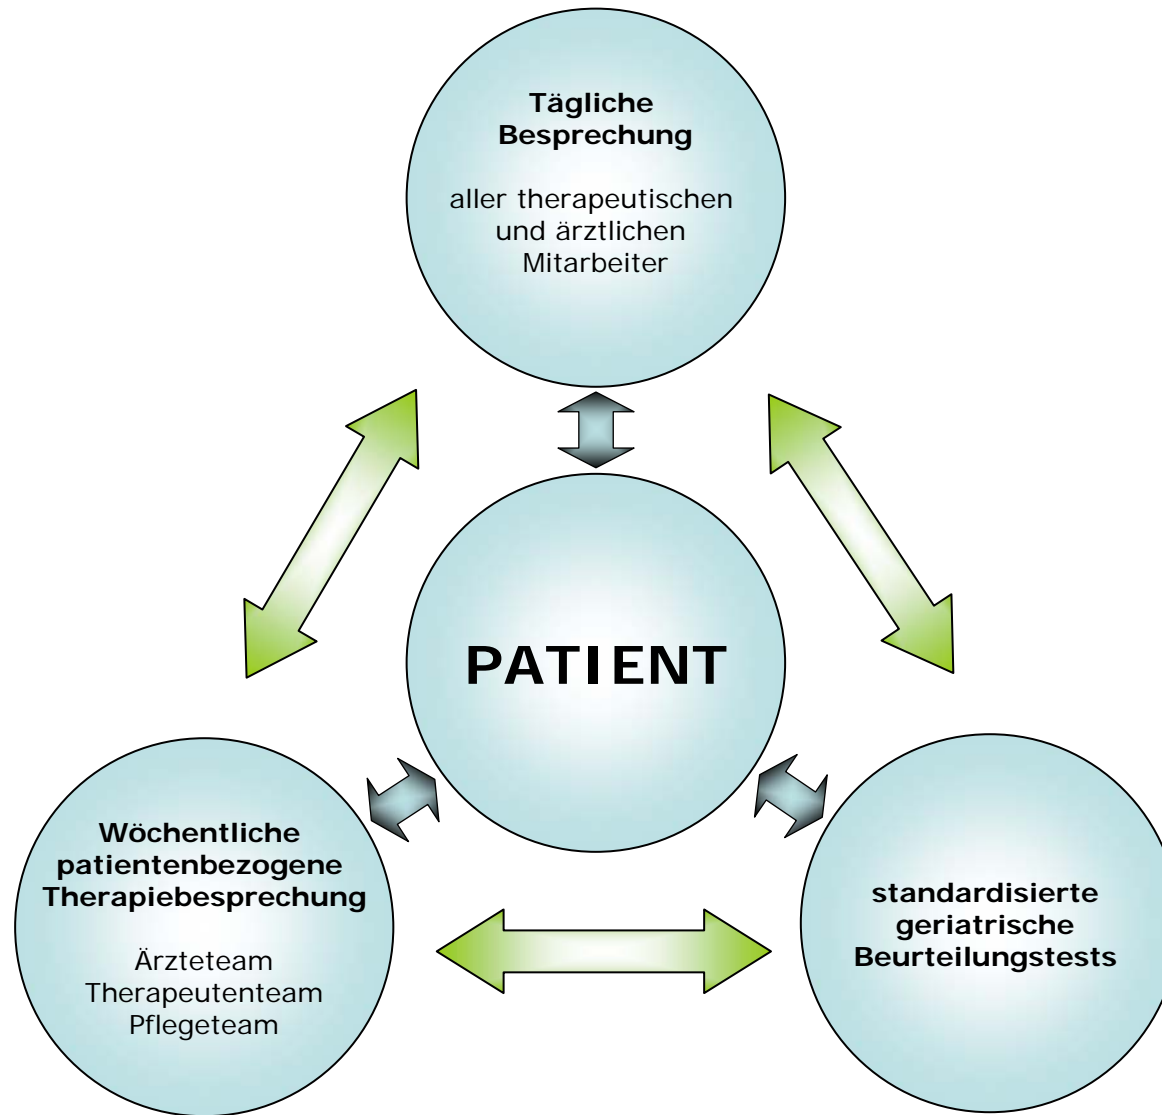 Tägliche
Besprechung
aller therapeutischen
und ärztlichen
Mitarbeiter
PATIENT
Wöchentliche
patientenbezogene
Therapiebesprechung
Ärzteteam
Therapeutenteam
Pflegeteam
standardisierte
geriatrische
Beurteilungstests